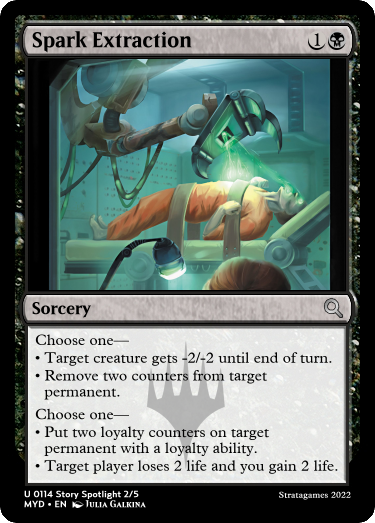 Spark Extraction 1
Sorcery
Choose one—
• Target creature gets -2/-2 until end of turn.
• Remove two counters from target
permanent.
Choose one—
• Put two loyalty counters on target
permanent with a loyalty ability.
• Target player loses 2 life and you gain 2 life.
U 0114 Story Spotlight 2/5
Stratagames 2022
MYD • EN Julia Galkina